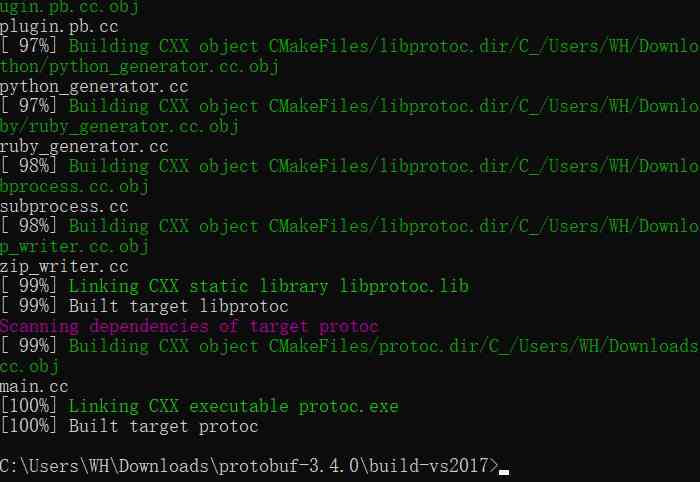 ugin.pb.cc.obj
plugin.pb.cc
[ 97%] Building CXX object CMakeFiles/libprotoc.dir/C_/Users/WH/Downlo
thon/python_generator.cc.obj
python_generator.cc
[ 97%] Building CXX object CMakeFiles/libprotoc.dir/C_/Users/WH/Downlo
by/ruby_generator.cc.obj
ruby_generator.cc
[ 98%] Building CXX object CMakeFiles/libprotoc.dir/C_/Users/WH/Downlo
bprocess.cc.obj
subprocess.cc
[ 98%] Building CXX object CMakeFiles/libprotoc.dir/C_/Users/WH/Downlo
p_writer.cc.obj
zip_writer.cc
[ 99%] Linking CXX static library libprotoc.lib
[ 99%] Built target libprotoc
Scanning dependencies of target protoc
[ 99%] Building CXX object CMakeFiles/protoc.dir/C_/Users/WH/Downloads
cc.obj
main.cc
[100%] Linking CXX executable protoc.exe
[100%] Built target protoc
C:\Users\WH\Downloads\protobuf-3.4.0\build-vs2017>